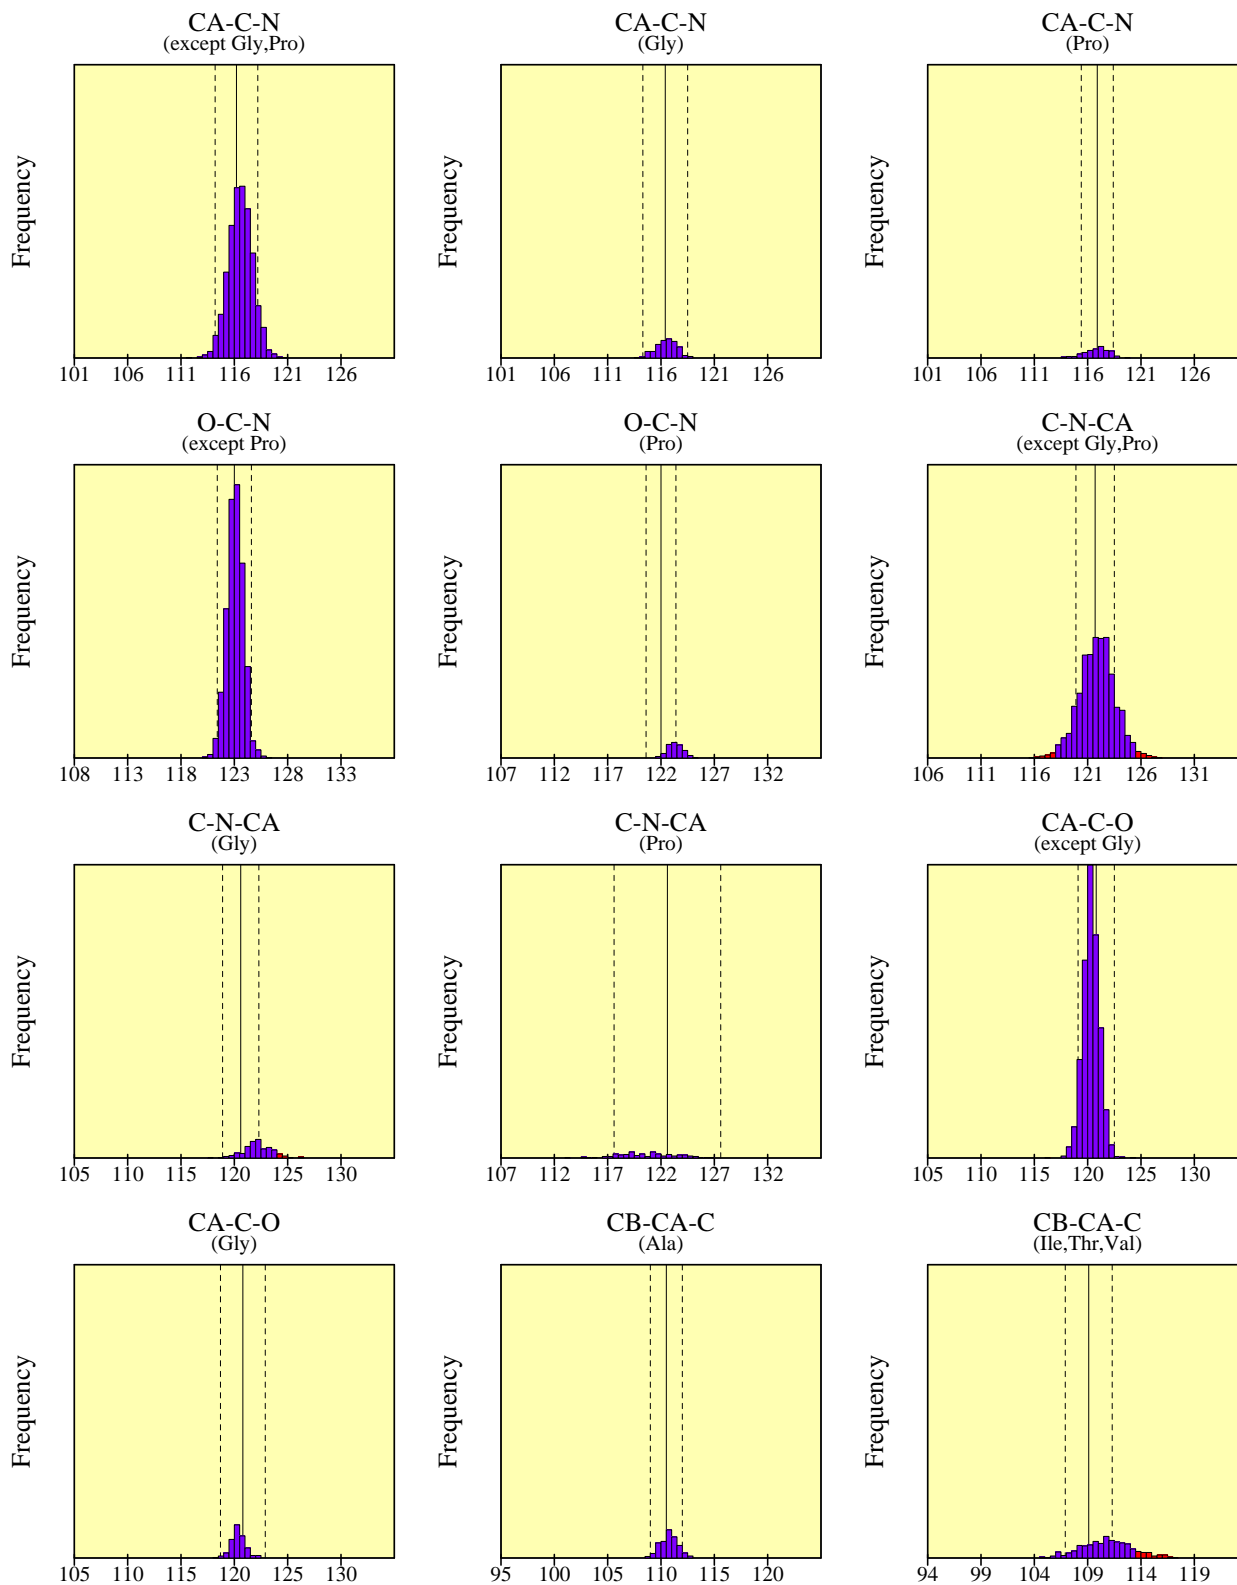 CA-C-N CA-C-N CA-C-N
(except Gly,Pro) (Gly) (Pro)
Frequency Frequency Frequency
101 106 111 116 121 126 101 106 111 116 121 126 101 106 111 116 121 126
O-C-N O-C-N C-N-CA
(except Pro) (Pro) (except Gly,Pro)
Frequency Frequency Frequency
108 113 118 123 128 133 107 112 117 122 127 132 106 111 116 121 126 131
C-N-CA C-N-CA CA-C-O
(Gly) (Pro) (except Gly)
Frequency Frequency Frequency
105 110 115 120 125 130 107 112 117 122 127 132 105 110 115 120 125 130
CA-C-O CB-CA-C CB-CA-C
(Gly) (Ala) (Ile,Thr,Val)
Frequency Frequency Frequency
105 110 115 120 125 130 95 100 105 110 115 120 94 99 104 109 114 119